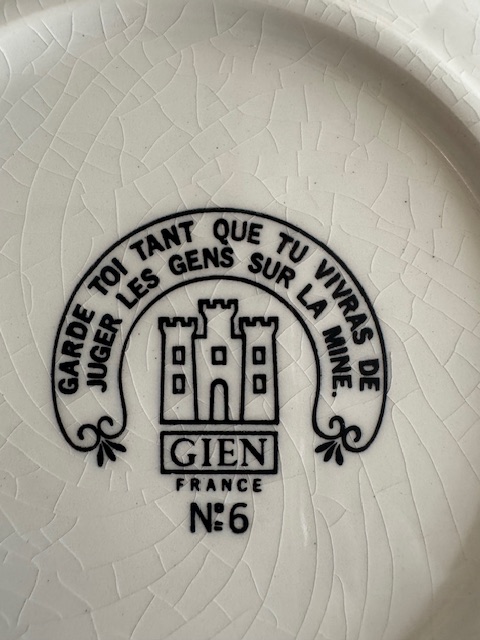 GARDE TOI TANT QUE TU VIVRAS DE
JUGER LES GENS SUR LA MINE.
GIEN
FRANCE
Nº6